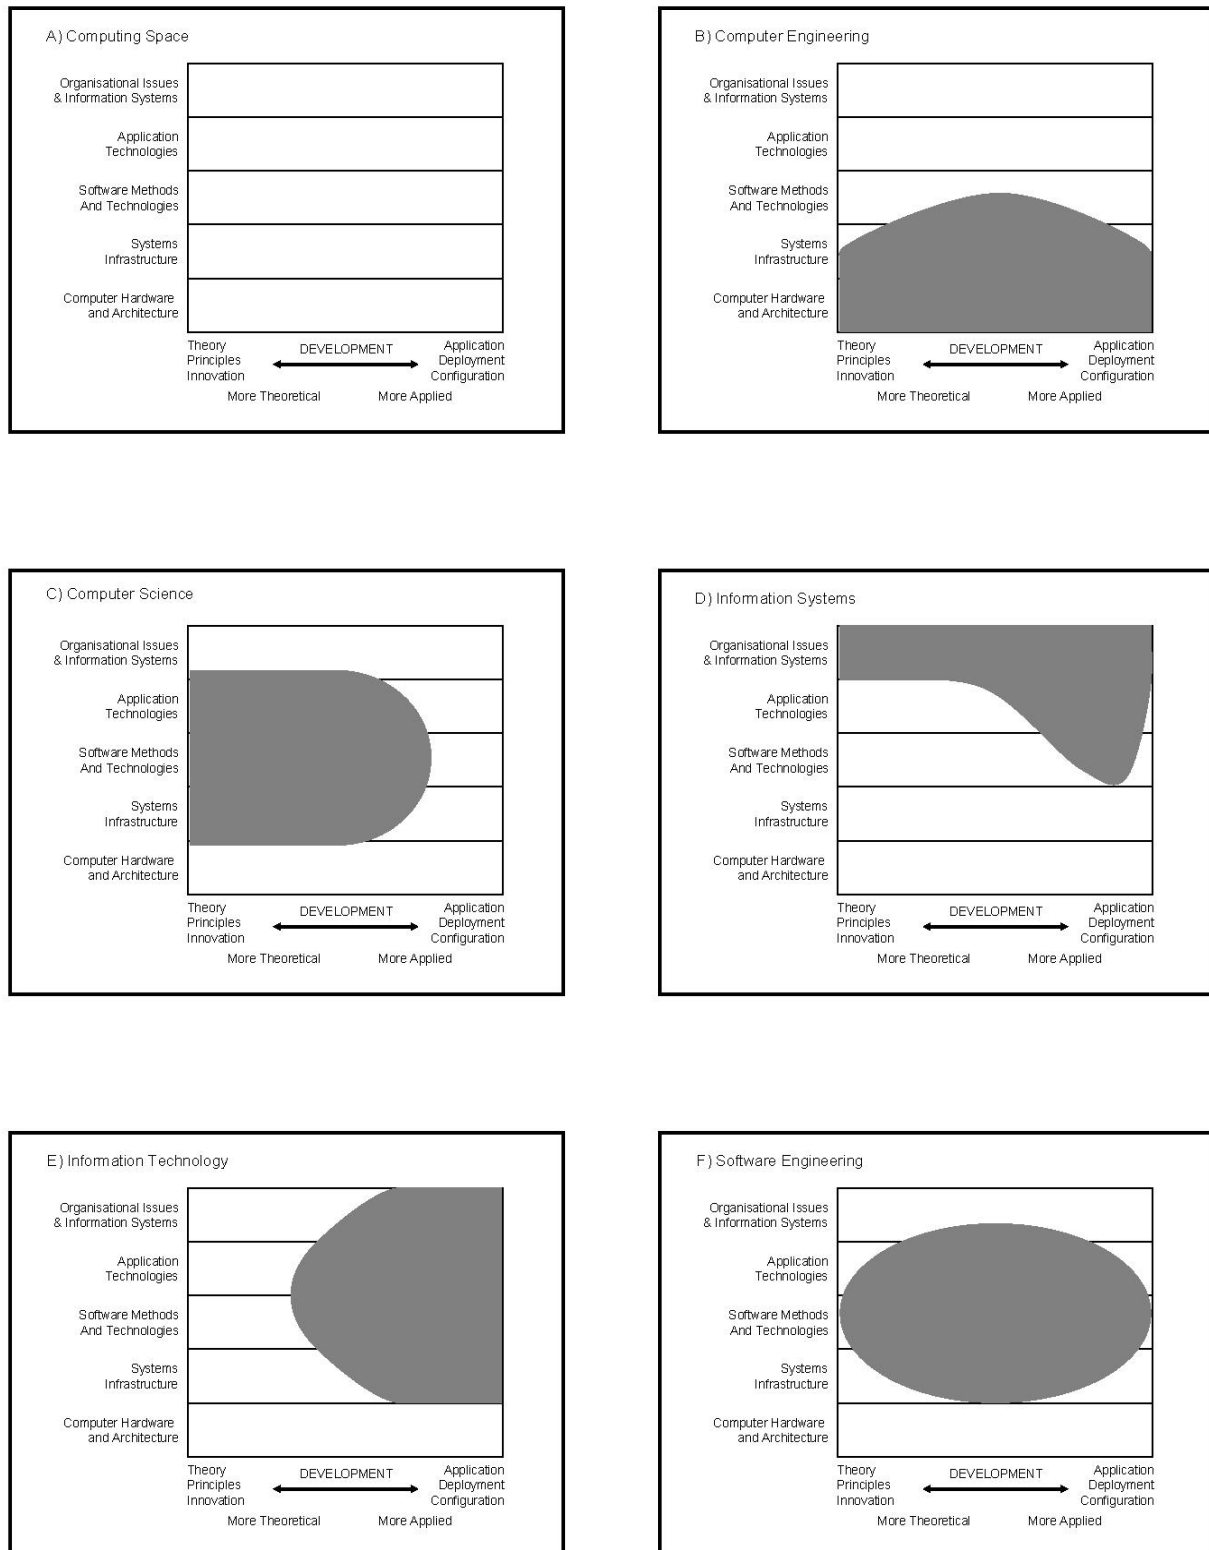 A) Computing Space
Organisational Issues
& Information Systems
Application
Technologies
Software Methods
And Technologies
Systems
Infrastructure
Computer Hardware
and Architecture
Theory
Principles
Innovation
DEVELOPMENT
Application
Deployment
Configuration
More Theoretical
More Applied
B) Computer Engineering
Organisational Issues
& Information Systems
Application
Technologies
Software Methods
And Technologies
Systems
Infrastructure
Computer Hardware
and Architecture
Theory
Principles
Innovation
DEVELOPMENT
Application
Deployment
Configuration
More Theoretical
More Applied
C) Computer Science
Organisational Issues
& Information Systems
Application
Technologies
Software Methods
And Technologies
Systems
Infrastructure
Computer Hardware
and Architecture
Theory
Principles
Innovation
DEVELOPMENT
Application
Deployment
Configuration
More Theoretical
More Applied
D) Information Systems
Organisational Issues
& Information Systems
Application
Technologies
Software Methods
And Technologies
Systems
Infrastructure
Computer Hardware
and Architecture
Theory
Principles
Innovation
DEVELOPMENT
Application
Deployment
Configuration
More Theoretical
More Applied
E) Information Technology
Organisational Issues
& Information Systems
Application
Technologies
Software Methods
And Technologies
Systems
Infrastructure
Computer Hardware
and Architecture
Theory
Principles
Innovation
DEVELOPMENT
Application
Deployment
Configuration
More Theoretical
More Applied
F) Software Engineering
Organisational Issues
& Information Systems
Application
Technologies
Software Methods
And Technologies
Systems
Infrastructure
Computer Hardware
and Architecture
Theory
Principles
Innovation
DEVELOPMENT
Application
Deployment
Configuration
More Theoretical
More Applied